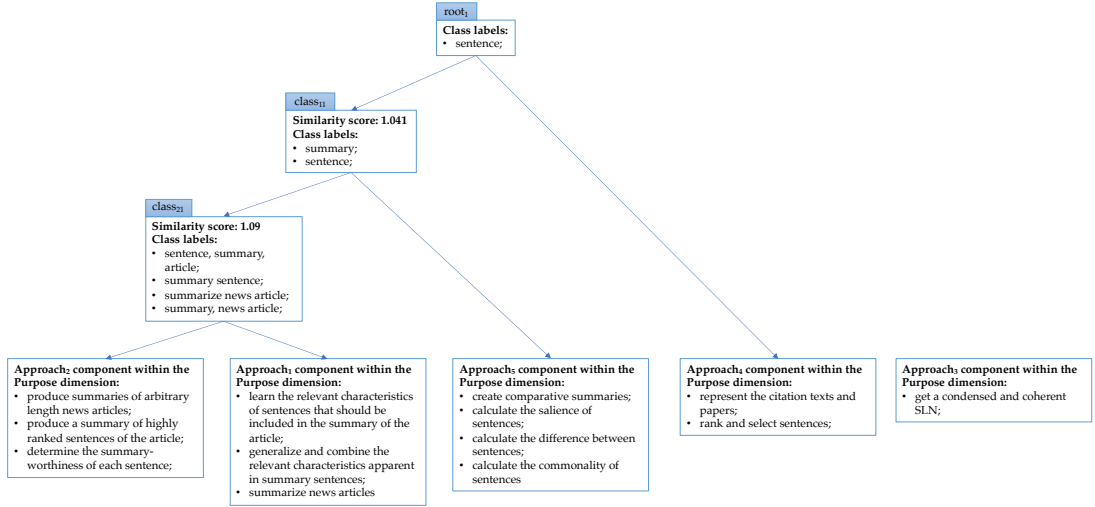 root₁
Class labels:
• sentence;
class₁₁
Similarity score: 1.041
Class labels:
• summary;
• sentence;
class₂₁
Similarity score: 1.09
Class labels:
• sentence, summary,
article;
• summary sentence;
• summarize news article;
• summary, news article;
Approach₂ component within the
Purpose dimension:
• produce summaries of arbitrary
length news articles;
• produce a summary of highly
ranked sentences of the article;
• determine the summary-
worthiness of each sentence;
Approach₁ component within the
Purpose dimension:
• learn the relevant characteristics
of sentences that should be
included in the summary of the
article;
• generalize and combine the
relevant characteristics apparent
in summary sentences;
• summarize news articles
Approach₅ component within the
Purpose dimension:
• create comparative summaries;
• calculate the salience of
sentences;
• calculate the difference between
sentences;
• calculate the commonality of
sentences
Approach₄ component within the
Purpose dimension:
• represent the citation texts and
papers;
• rank and select sentences;
Approach₃ component within the
Purpose dimension:
• get a condensed and coherent
SLN;